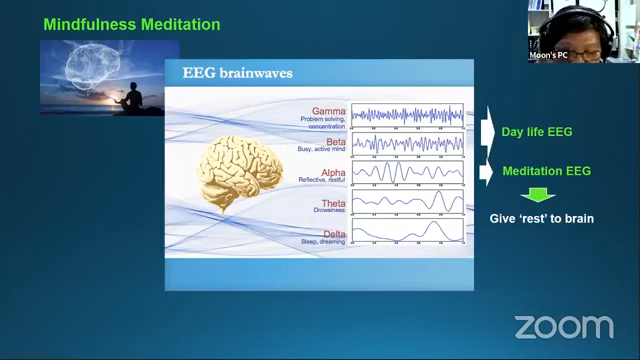 Mindfulness Meditation
Moon's PC
EEG brainwaves
Gamma
Problem solving,
concentration
Beta
Busy, active mind
Alpha
Reflective, restful
Theta
Drowsiness
Delta
Sleep, dreaming
Day life EEG
Meditation EEG
Give ‘rest’ to brain
zoom